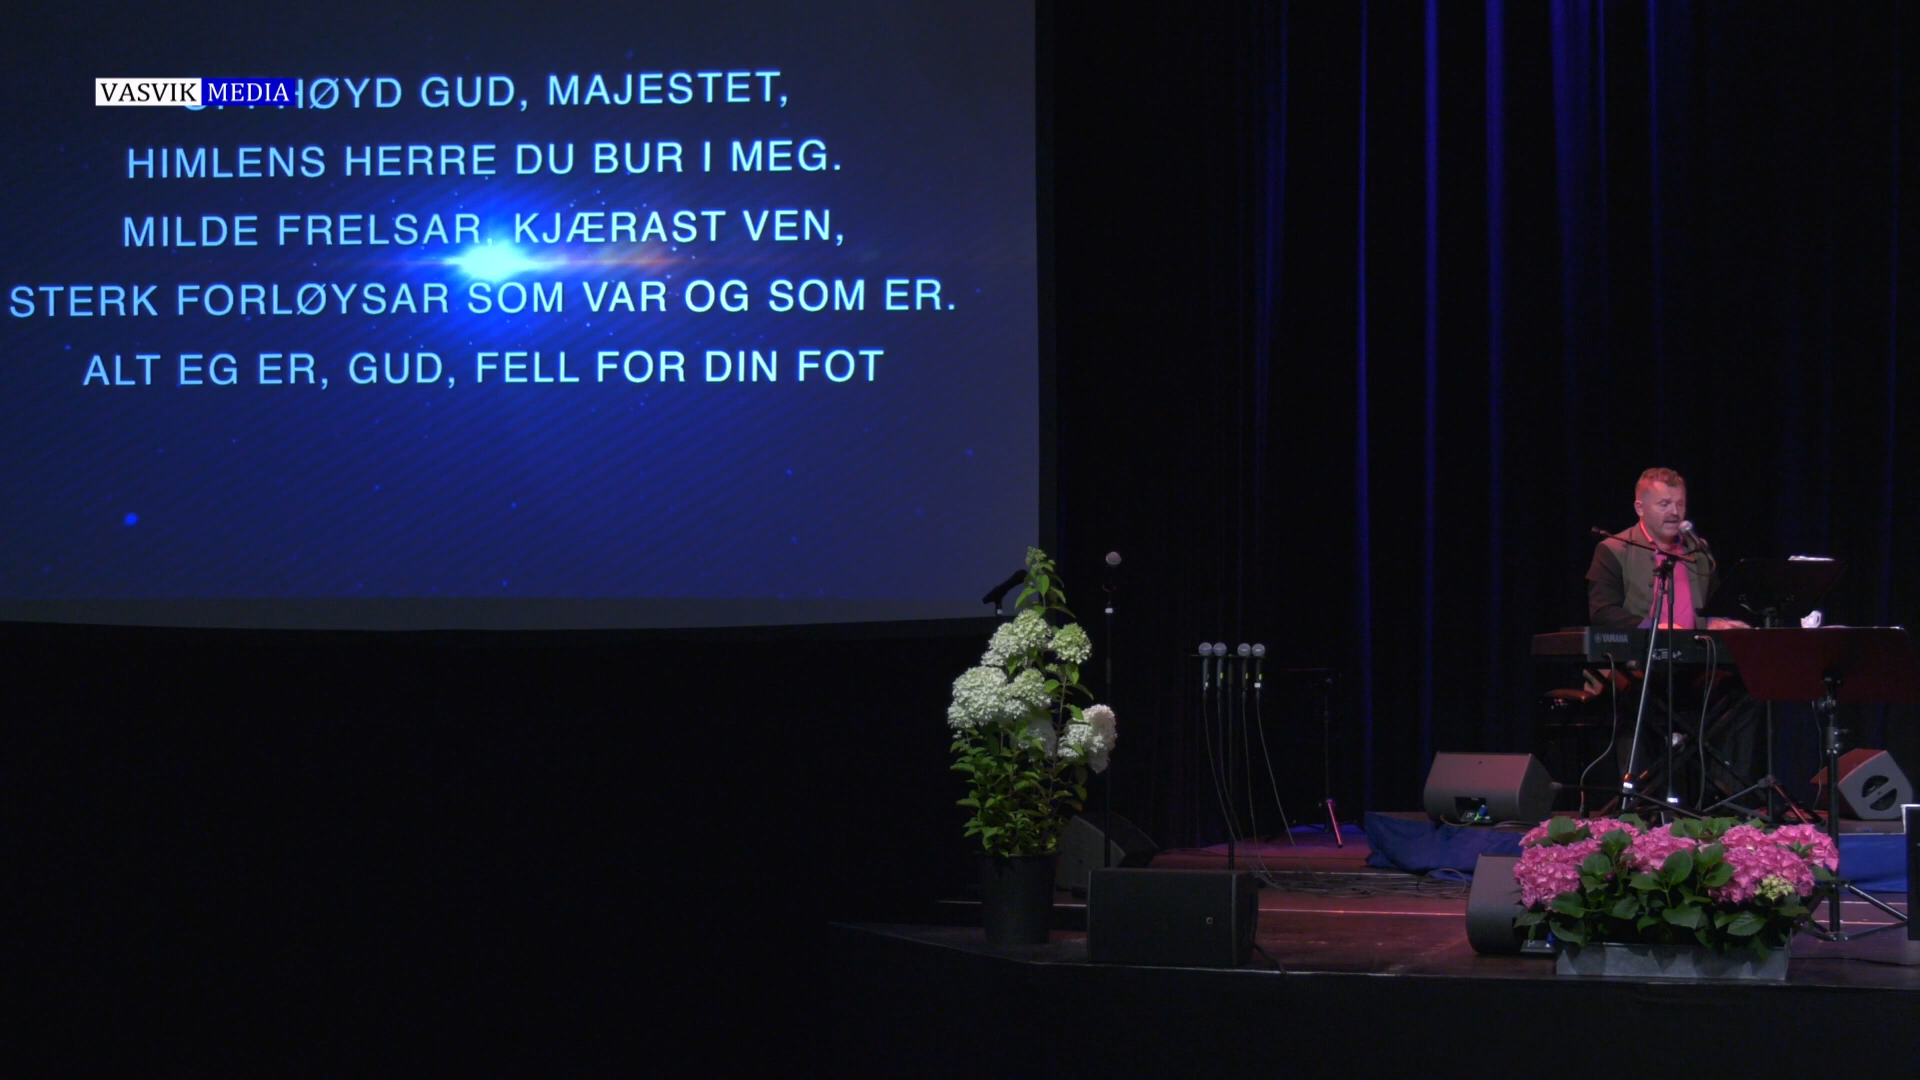 VASVIK MEDIA
GUD, MAJESTET,
HIMLENS HERRE DU BUR I MEG.
MILDE FRELSAR, KJÆRAST VEN,
STERK FORLØYSAR SOM VAR OG SOM ER.
ALT EG ER, GUD, FELL FOR DIN FOT
YAMAHA